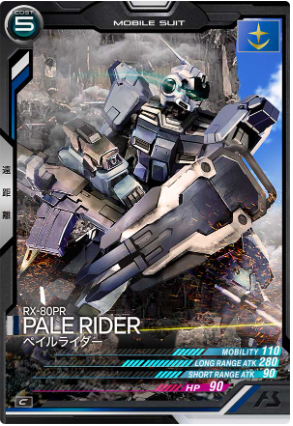 COST
5
MOBILE SUIT
遠距離
RX-80PR
PALE RIDER
ペイルライダー
MOBILITY 110
LONG RANGE ATK 280
SHORT RANGE ATK 90
HP 90
C